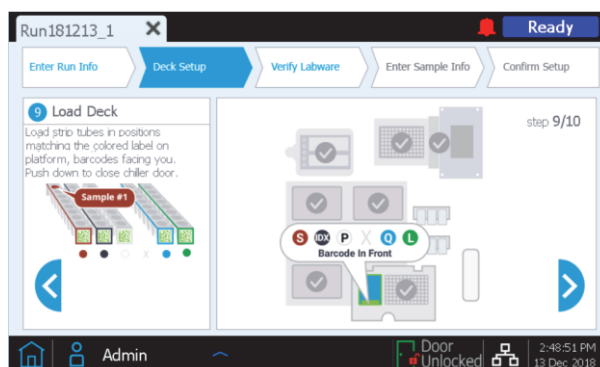 Run181213_1
Ready
Enter Run Info
Deck Setup
Verify Labware
Enter Sample Info
Confirm Setup
9 Load Deck
Load strip tubes in positions
matching the colored label on
platform, barcodes facing you.
Push down to close chiller door.
Sample #1
X
step 9/10
S IDX P X Q L
Barcode In Front
Admin
Door
Unlocked
2:48:51 PM
13 Dec 2018